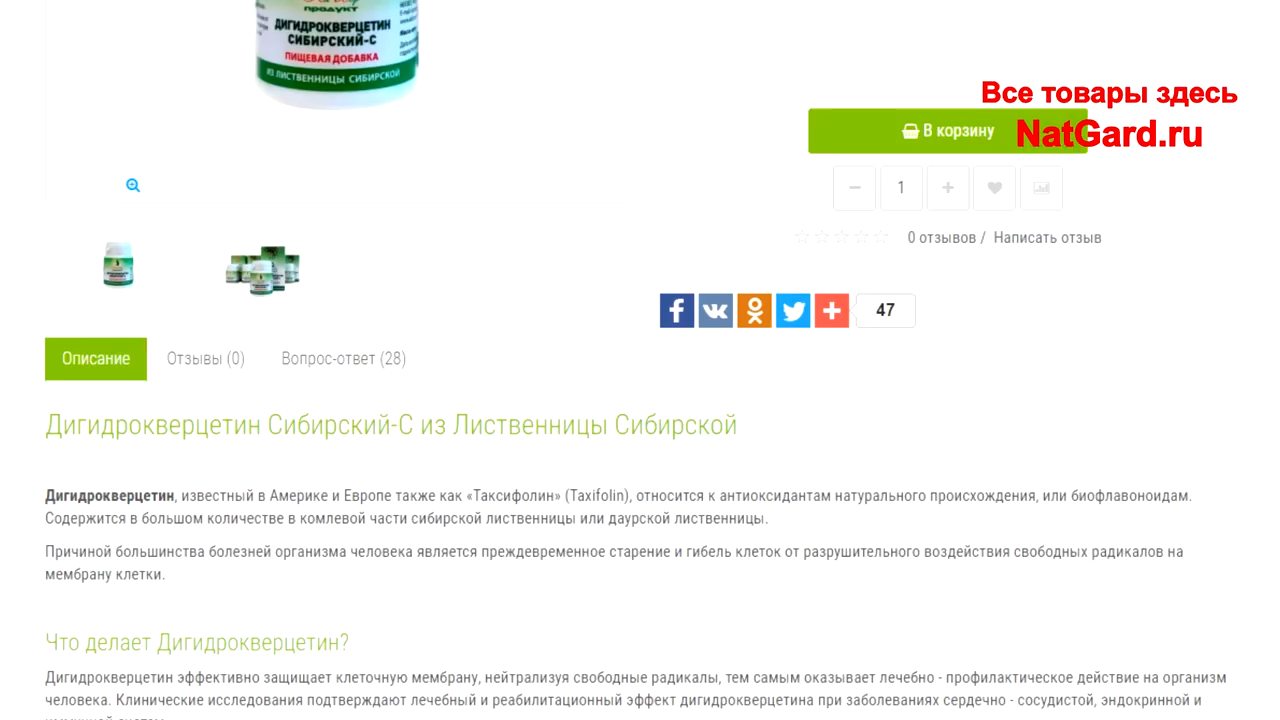 продукт
ДИГИДРОКВЕРЦЕТИН
СИБИРСКИЙ-С
ПИЩЕВАЯ ДОБАВКА
ИЗ ЛИСТВЕННИЦЫ СИБИРСКОЙ
Все товары здесь
В корзину
NatGard.ru
1
0 отзывов / Написать отзыв
47
Описание
Отзывы (0)
Вопрос-ответ (28)
Дигидрокверцетин Сибирский-С из Лиственницы Сибирской
Дигидрокверцетин, известный в Америке и Европе также как «Таксифолин» (Taxifolin), относится к антиоксидантам натурального происхождения, или биофлавоноидам.
Содержится в большом количестве в комлевой части сибирской лиственницы или даурской лиственницы.
Причиной большинства болезней организма человека является преждевременное старение и гибель клеток от разрушительного воздействия свободных радикалов на
мембрану клетки.
Что делает Дигидрокверцетин?
Дигидрокверцетин эффективно защищает клеточную мембрану, нейтрализуя свободные радикалы, тем самым оказывает лечебно - профилактическое действие на организм
человека. Клинические исследования подтверждают лечебный и реабилитационный эффект дигидрокверцетина при заболеваниях сердечно - сосудистой, эндокринной и